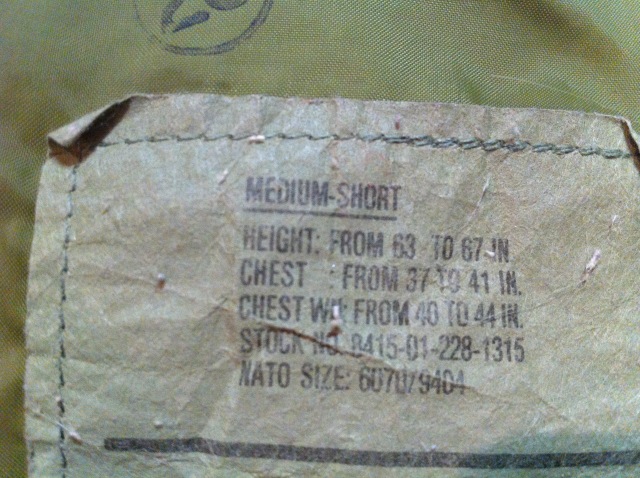 MEDIUM-SHORT
HEIGHT: FROM 63 TO 67 IN
CHEST : FROM 37 TO 41 IN.
CHEST WH: FROM 40 TO 44 IN.
STOCK NO. 8415-01-228-1315
NATO SIZE: 6070/9404